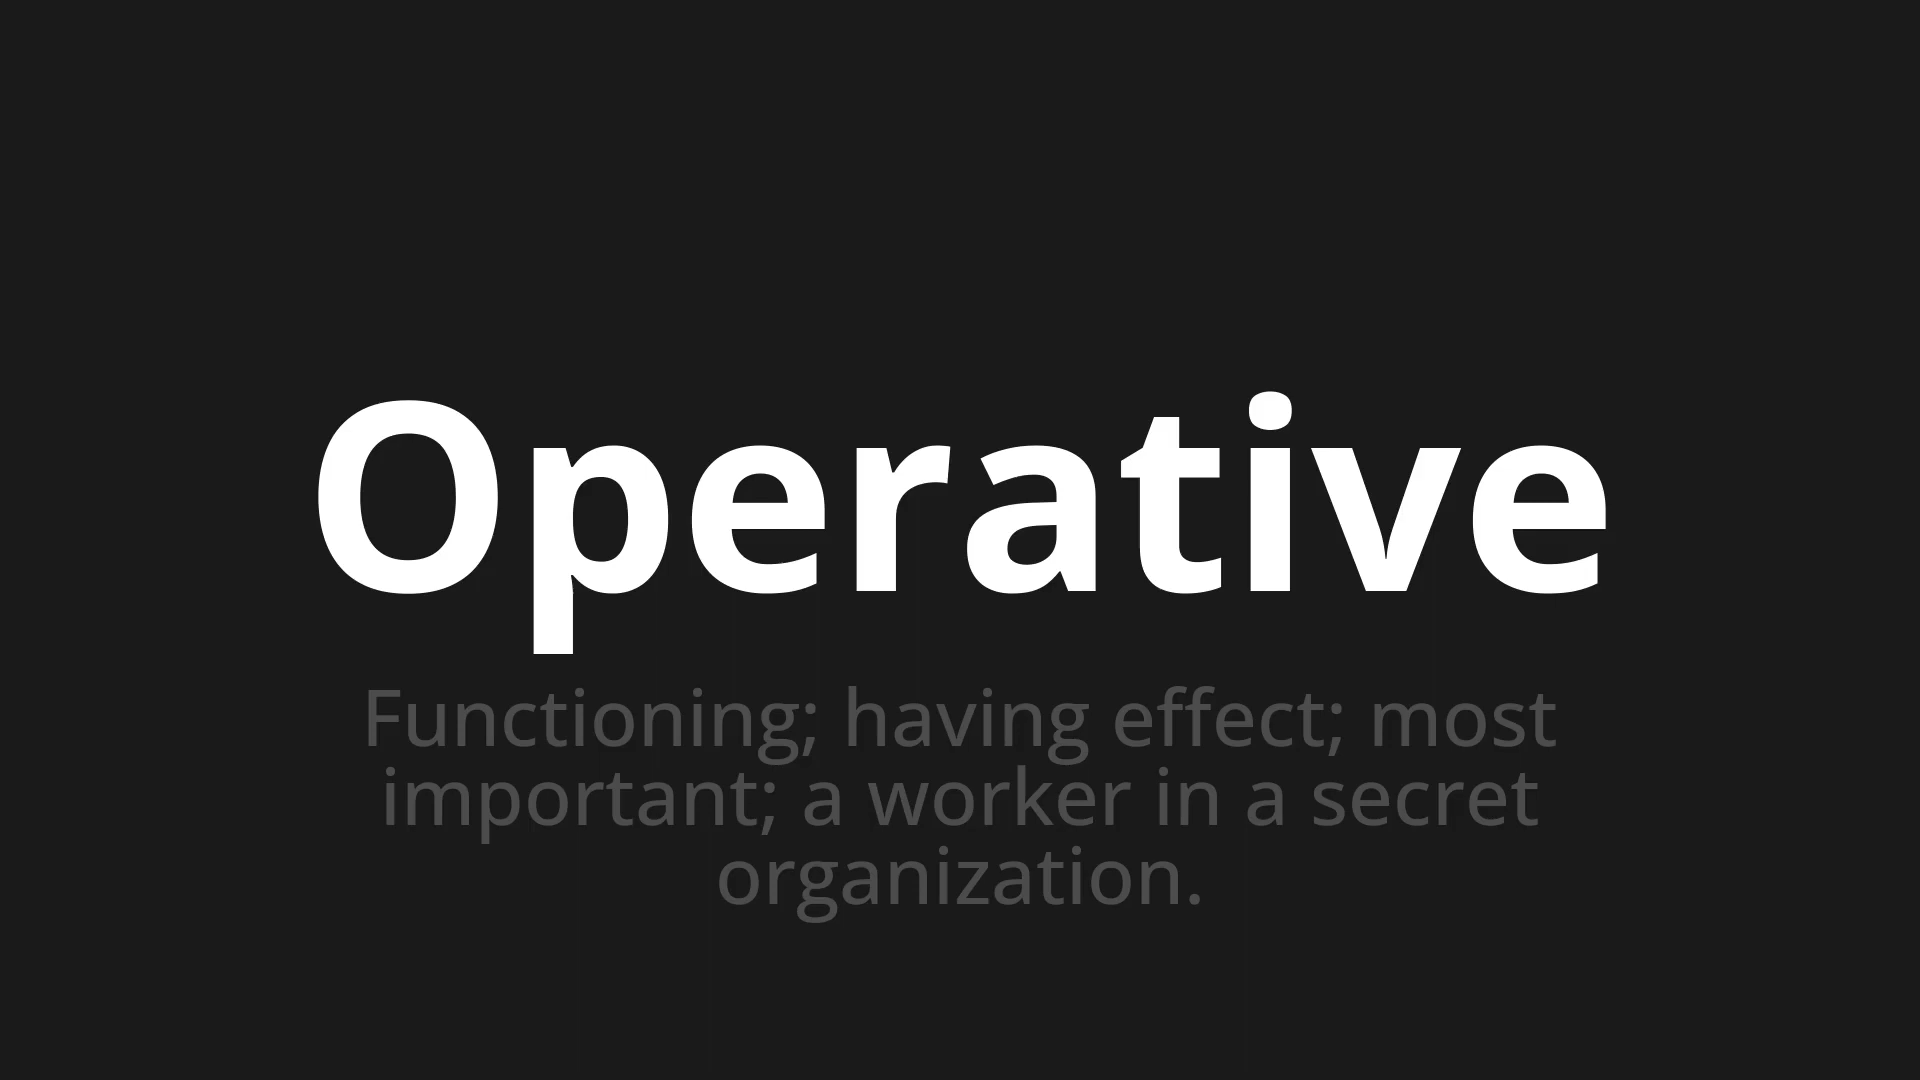 Operative
Functioning; having effect; most
important; a worker in a secret
organization.